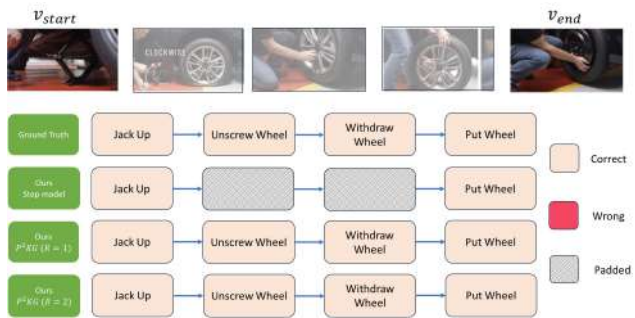 v_start
v_end
CLOCKWISE
Ground Truth
Jack Up
Unscrew Wheel
Withdraw
Wheel
Put Wheel
Correct
Ours
Step model
Jack Up
Put Wheel
Wrong
Ours
P²KG (R = 1)
Jack Up
Unscrew Wheel
Withdraw
Wheel
Put Wheel
Padded
Ours
P²KG (R = 2)
Jack Up
Unscrew Wheel
Withdraw
Wheel
Put Wheel